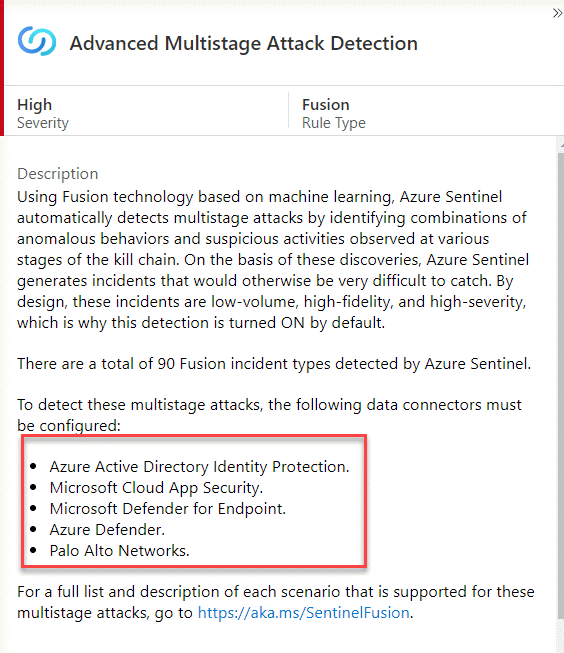 »
Advanced Multistage Attack Detection
High
Severity
Fusion
Rule Type
Description
Using Fusion technology based on machine learning, Azure Sentinel
automatically detects multistage attacks by identifying combinations of
anomalous behaviors and suspicious activities observed at various
stages of the kill chain. On the basis of these discoveries, Azure Sentinel
generates incidents that would otherwise be very difficult to catch. By
design, these incidents are low-volume, high-fidelity, and high-severity,
which is why this detection is turned ON by default.
There are a total of 90 Fusion incident types detected by Azure Sentinel.
To detect these multistage attacks, the following data connectors must
be configured:
• Azure Active Directory Identity Protection.
• Microsoft Cloud App Security.
• Microsoft Defender for Endpoint.
• Azure Defender.
• Palo Alto Networks.
For a full list and description of each scenario that is supported for these
multistage attacks, go to https://aka.ms/SentinelFusion.